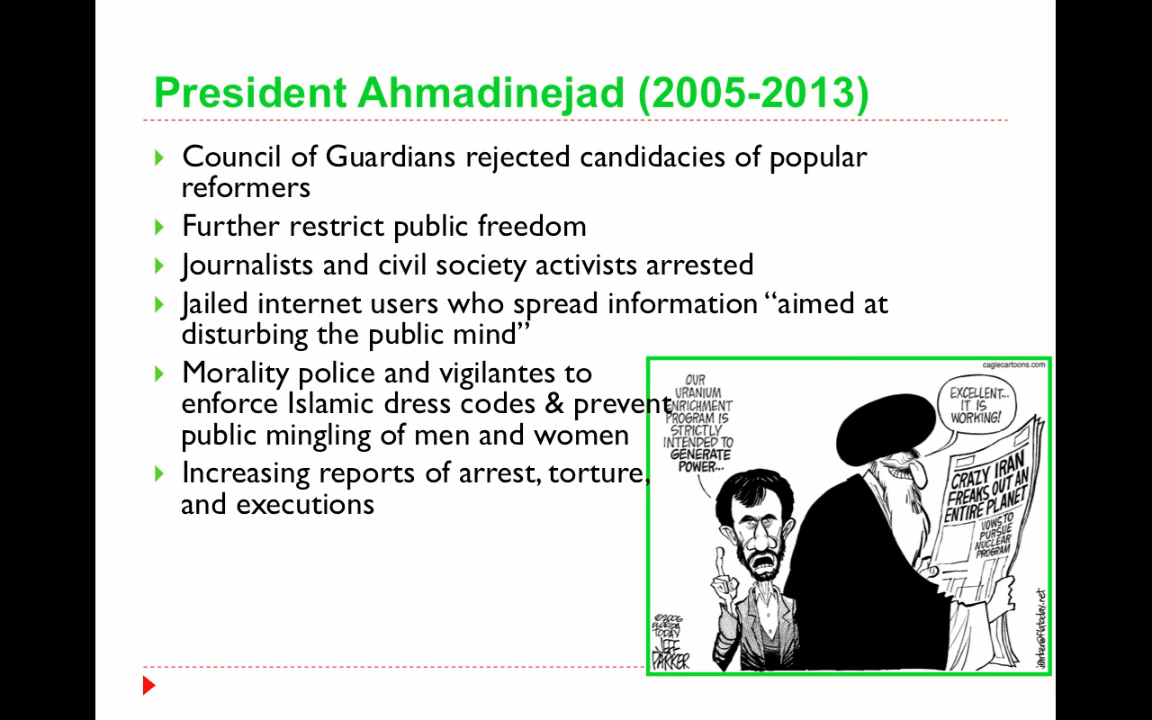 President Ahmadinejad (2005-2013)
Council of Guardians rejected candidacies of popular
reformers
Further restrict public freedom
Journalists and civil society activists arrested
Jailed internet users who spread information “aimed at
disturbing the public mind”
Morality police and vigilantes to
enforce Islamic dress codes & prevent
public mingling of men and women
Increasing reports of arrest, torture,
and executions
caglecartoons.com
OUR
URANIUM
ENRICHMENT
PROGRAM IS
STRICTLY
INTENDED TO
GENERATE
POWER...
EXCELLENT...
IT IS
WORKING!
CRAZY IRAN
FREAKS OUT AN
ENTIRE PLANET
VOWS TO
PURSUE
NUCLEAR
PROGRAM
©2006
FLORIDA
TODAY
JEFF
PARKER
jparker@flatoday.net